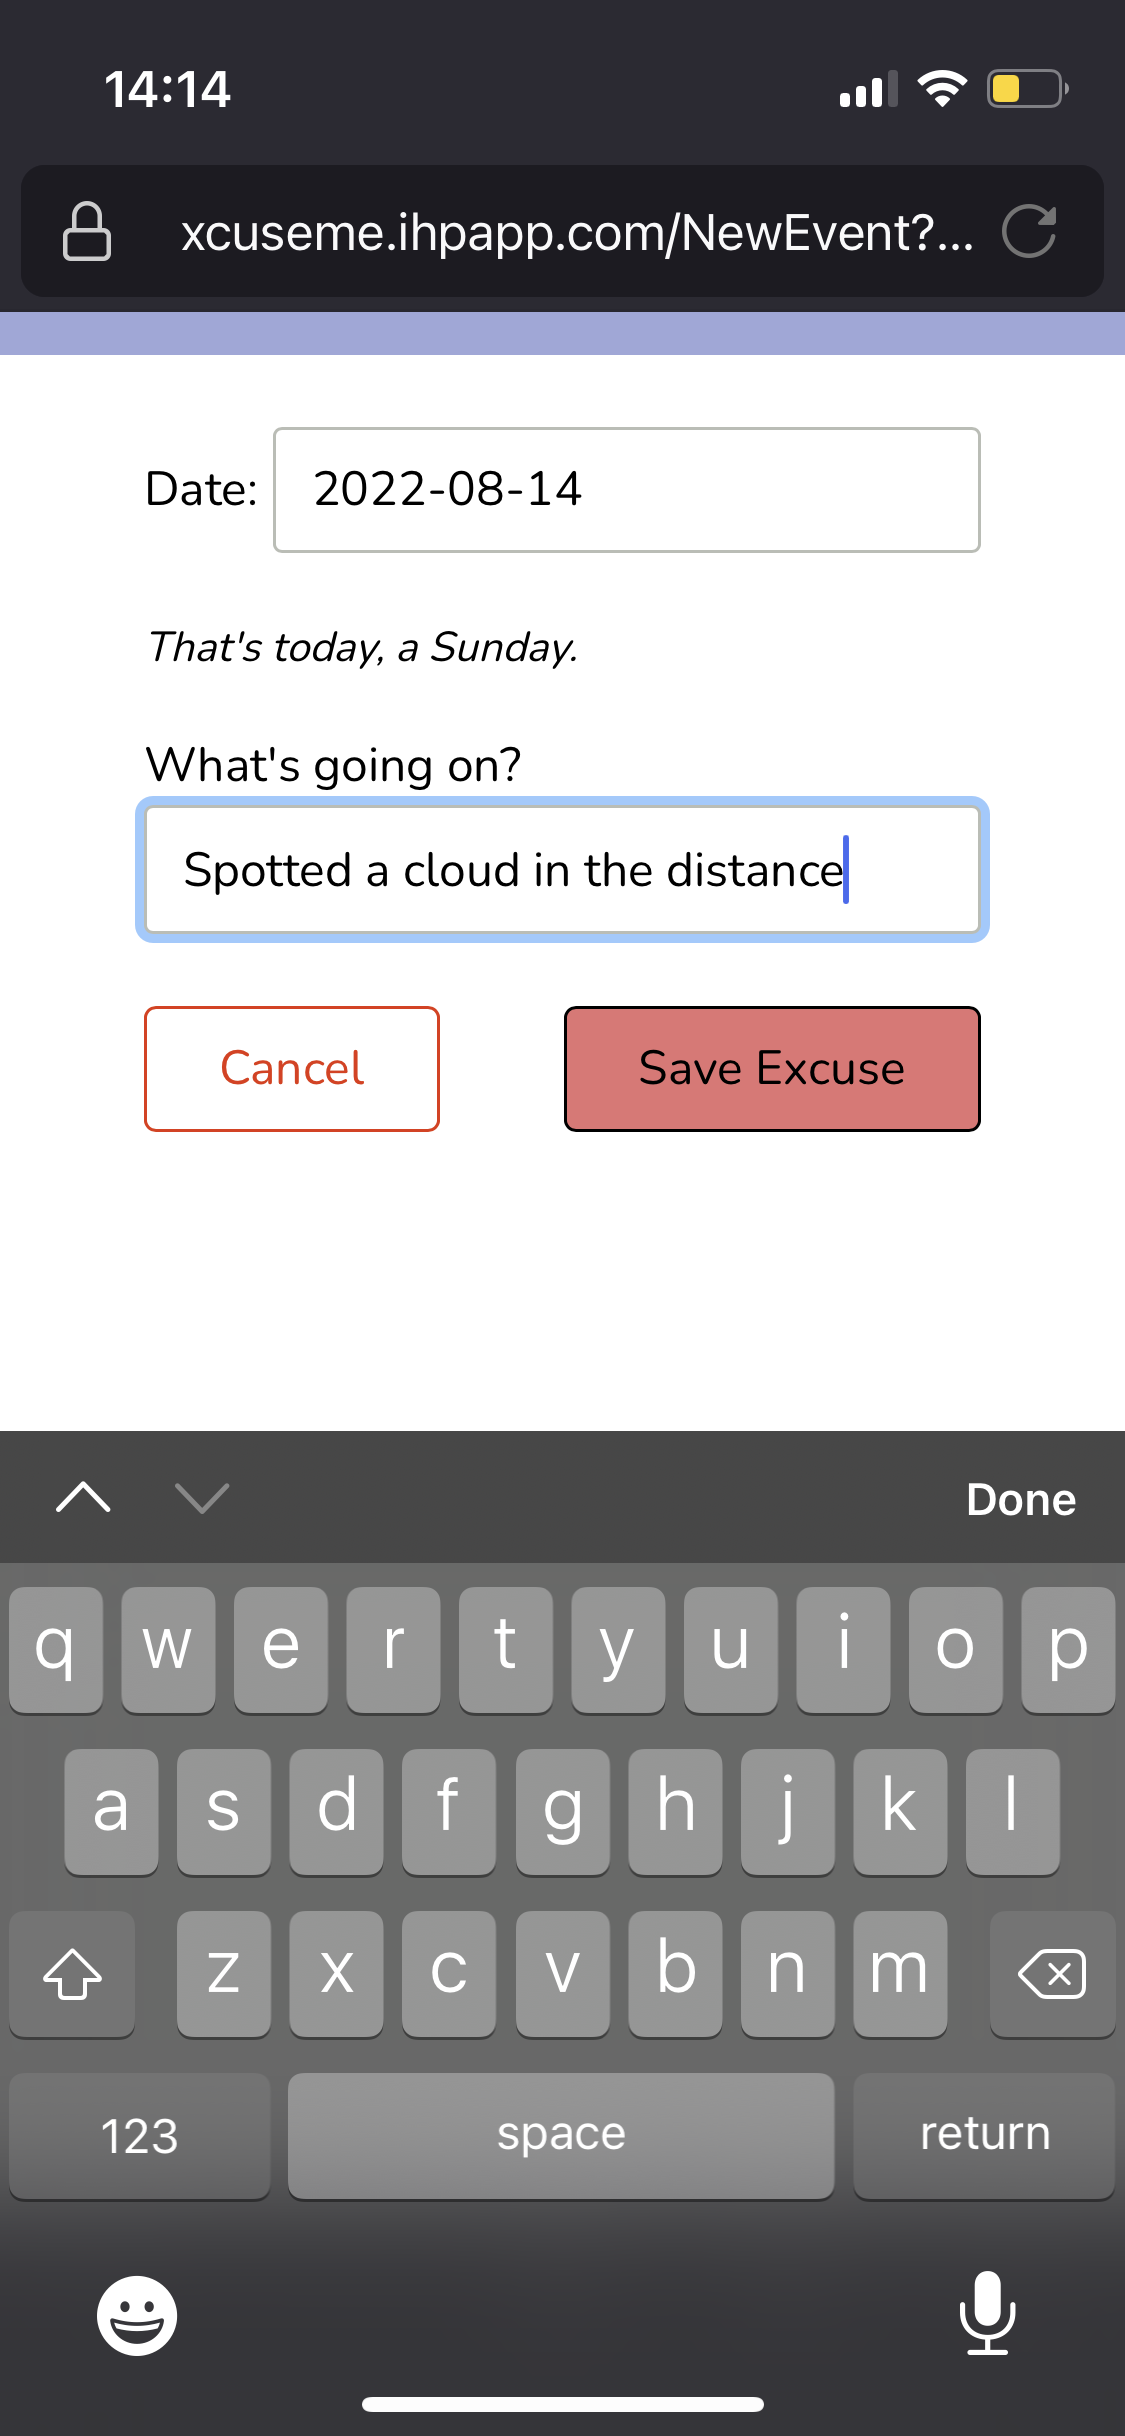 14:14
xcuseme.ihpapp.com/NewEvent?...
Date: 2022-08-14
That's today, a Sunday.
What's going on?
Spotted a cloud in the distance
Cancel Save Excuse
Done
q w e r t y u i o p
a s d f g h j k l
z x c v b n m
123 space return